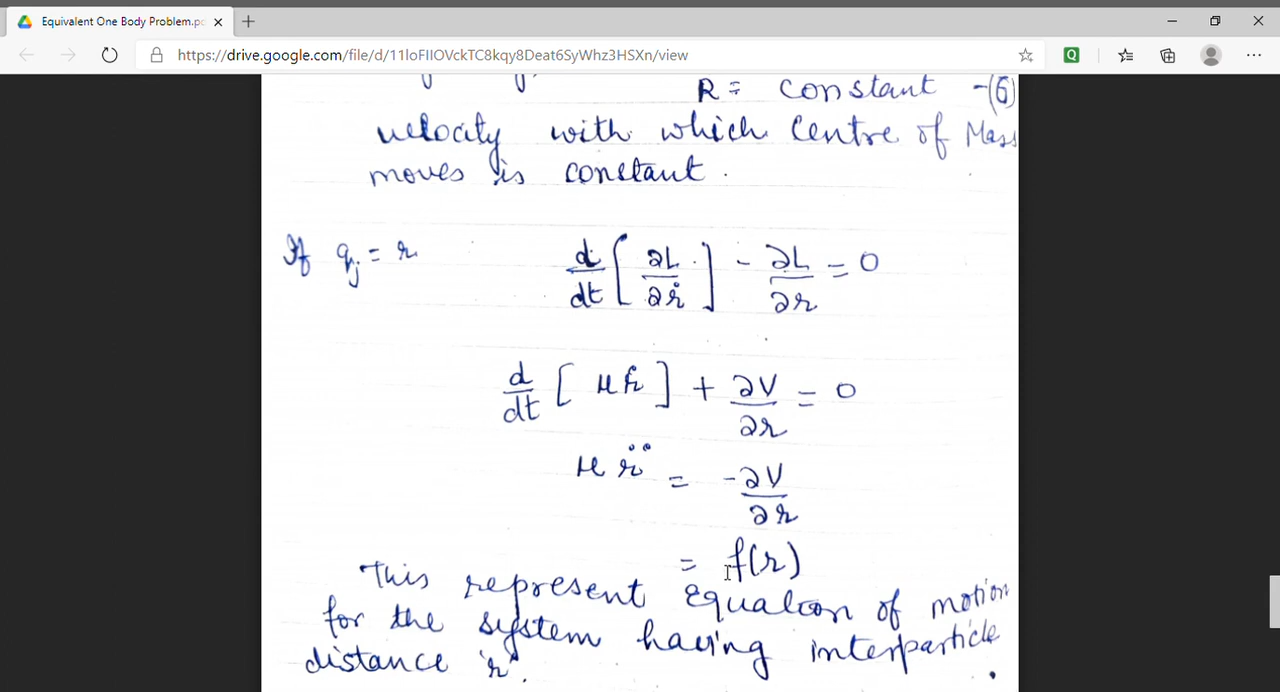 Equivalent One Body Problem.p
https://drive.google.com/file/d/11loFIIOVckTC8kqy8Deat6SyWhz3HSXn/view
Ṙ = constant -(6)
velocity with which Centre of Mass
moves is constant.
If qj = r d/dt [ ∂L/∂ṙ ] - ∂L/∂r = 0
d/dt [ μṙ ] + ∂V/∂r = 0
μ r̈ = -∂V/∂r
= f(r)
This represent Equation of motion
for the system having interparticle
distance 'r'.